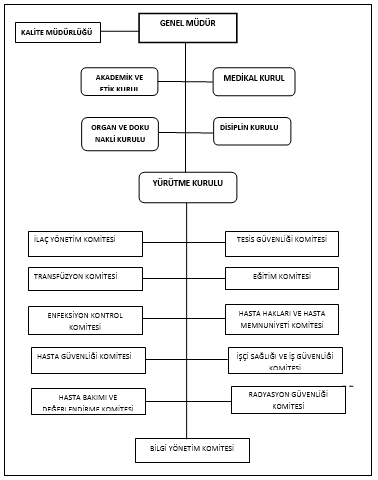 GENEL MÜDÜR
KALİTE MÜDÜRLÜĞÜ
AKADEMİK VE
ETİK KURUL
MEDİKAL KURUL
ORGAN VE DOKU
NAKLİ KURULU
DİSİPLİN KURULU
YÜRÜTME KURULU
İLAÇ YÖNETİM KOMİTESİ
TESİS GÜVENLİĞİ KOMİTESİ
TRANSFÜZYON KOMİTESİ
EĞİTİM KOMİTESİ
ENFEKSİYON KONTROL
KOMİTESİ
HASTA HAKLARI VE HASTA
MEMNUNİYETİ KOMİTESİ
HASTA GÜVENLİĞİ KOMİTESİ
İŞÇİ SAĞLIĞI VE İŞ GÜVENLİĞİ
KOMİTESİ
HASTA BAKIMI VE
DEĞERLENDİRME KOMİTESİ
RADYASYON GÜVENLİĞİ
KOMİTESİ
BİLGİ YÖNETİM KOMİTESİ